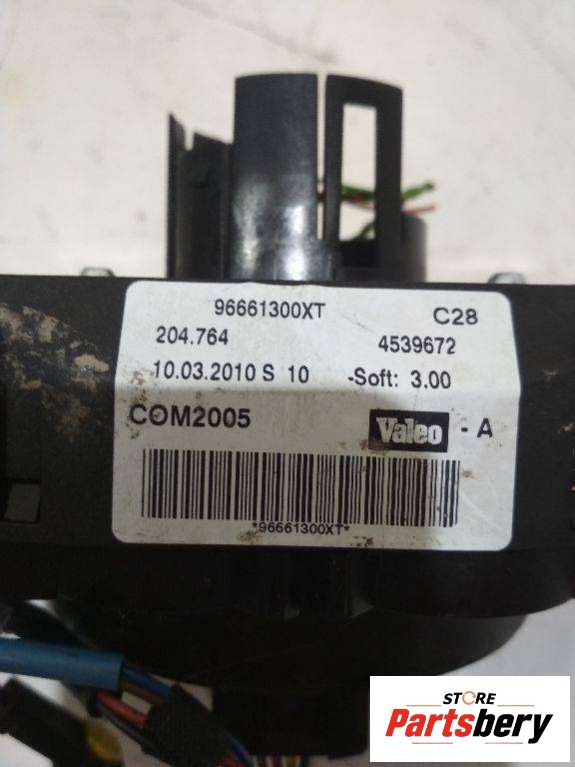 96661300XT C28
204.764 4539672
10.03.2010 S 10 -Soft: 3.00
COM2005 Valeo - A
*96661300XT*
STORE
Partsbery